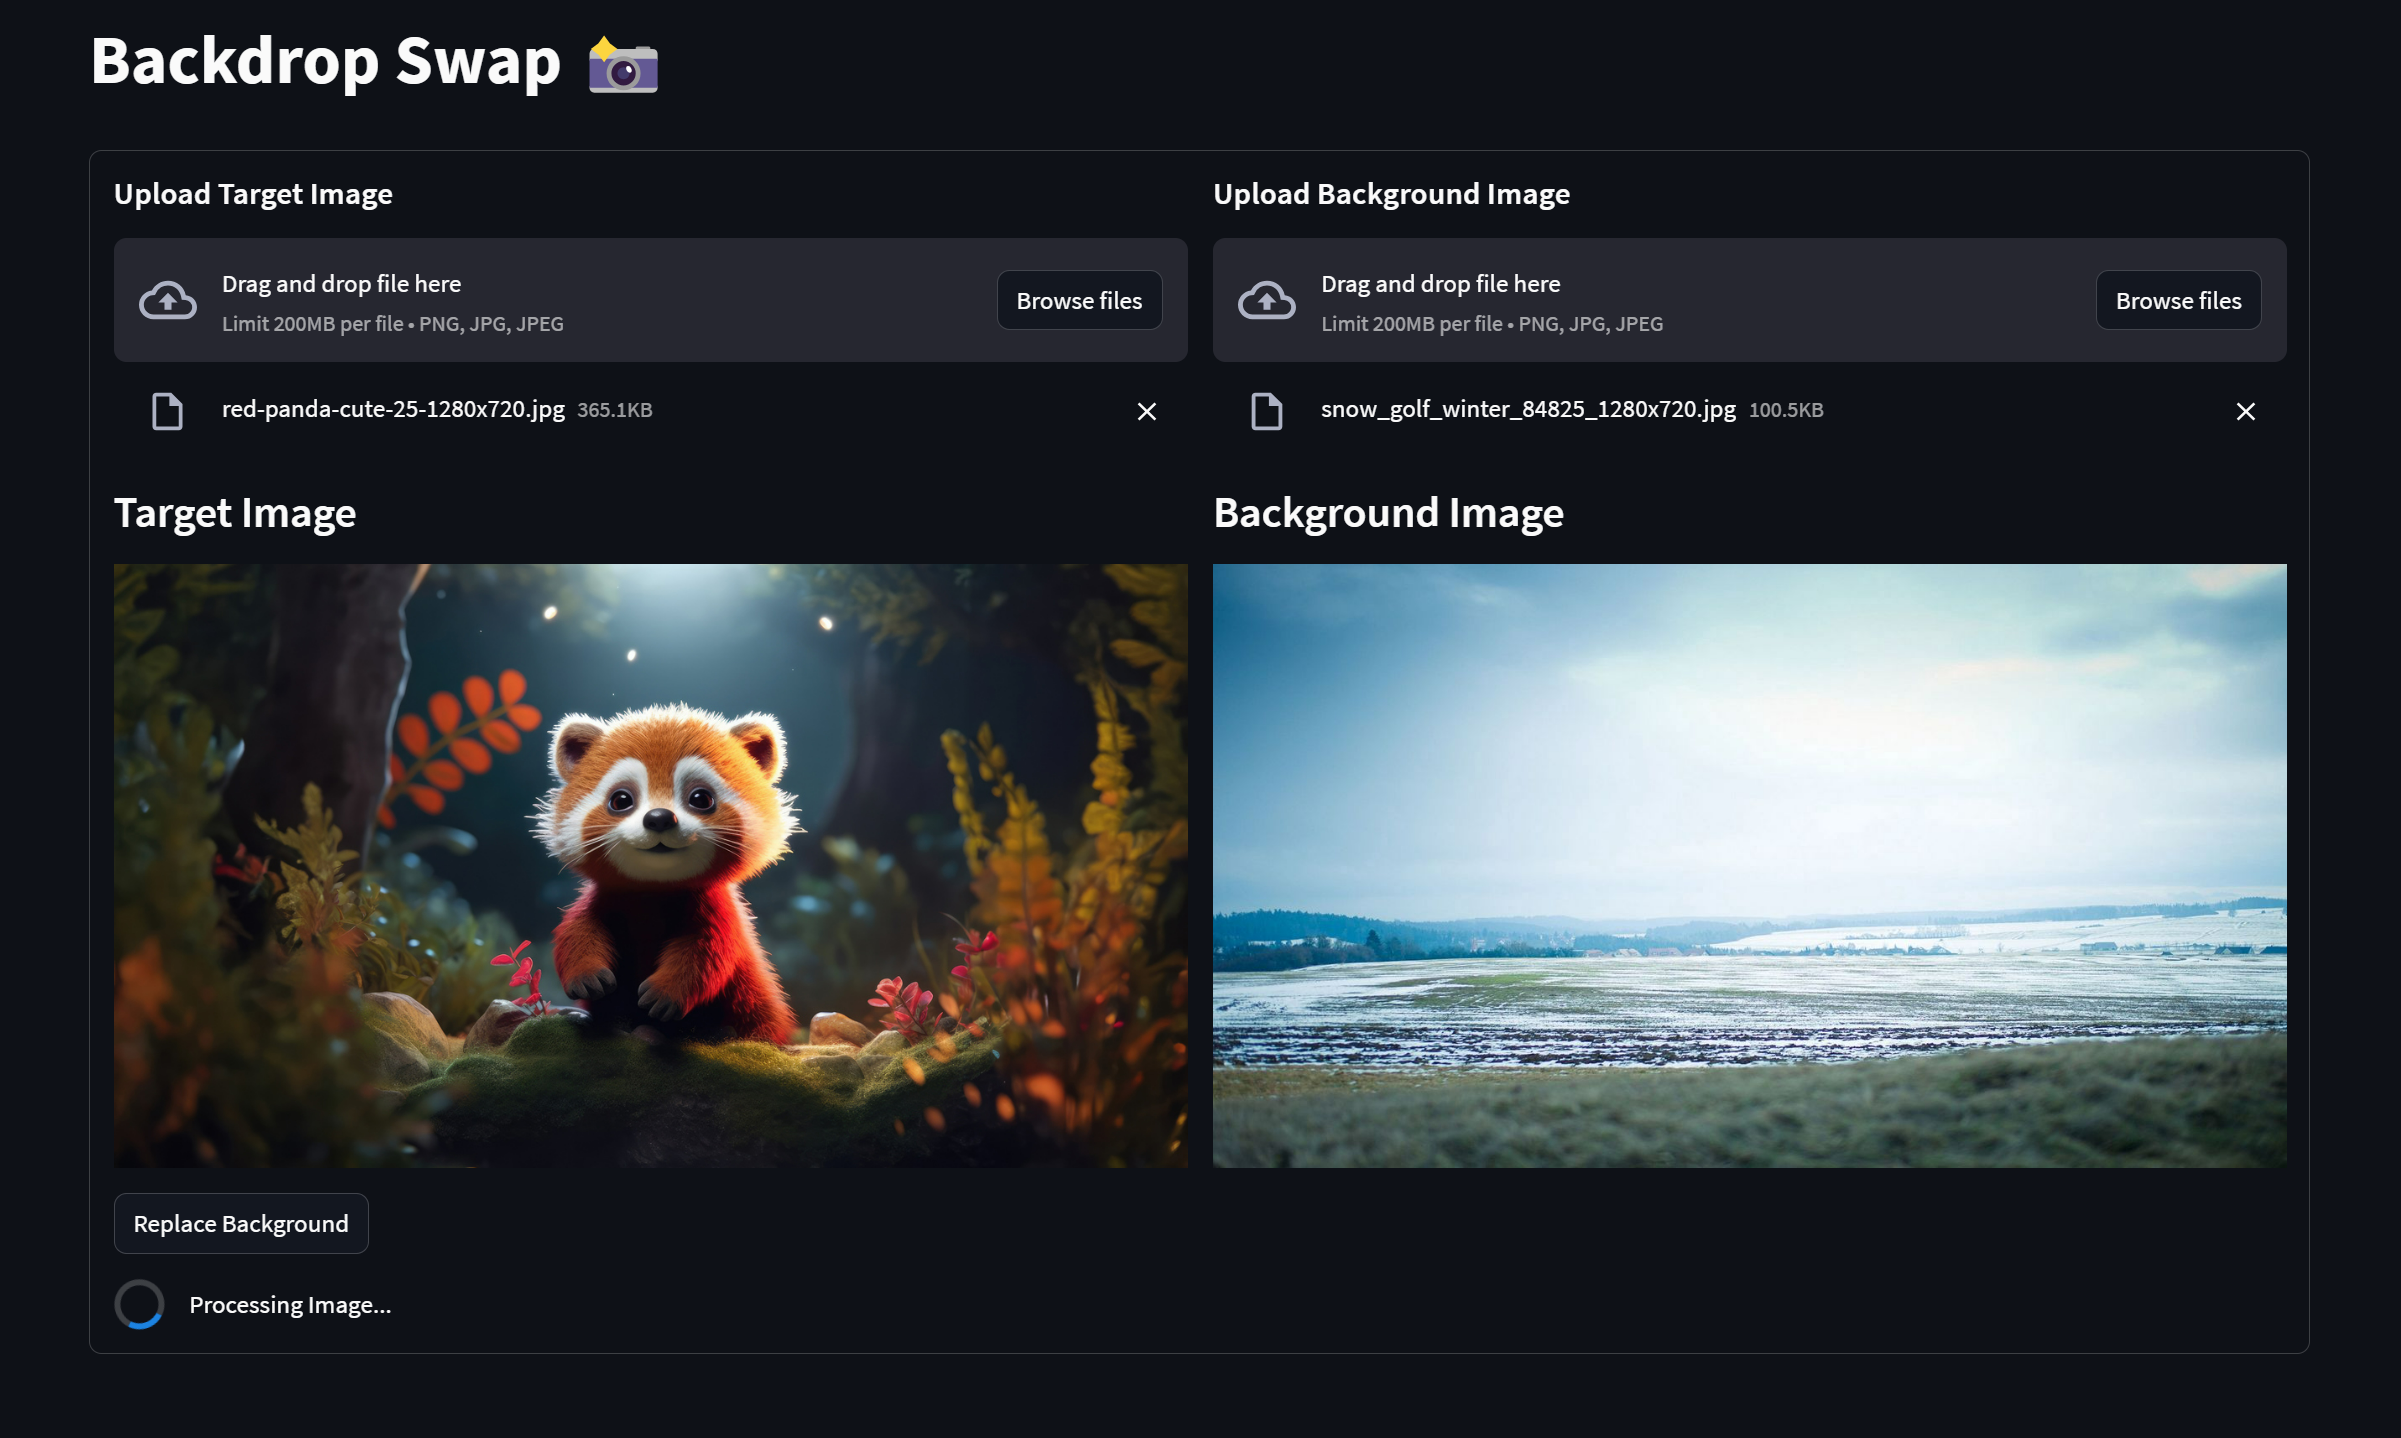 Backdrop Swap
Upload Target Image
Drag and drop file here
Limit 200MB per file • PNG, JPG, JPEG
Browse files
red-panda-cute-25-1280x720.jpg 365.1KB
Target Image
Upload Background Image
Drag and drop file here
Limit 200MB per file • PNG, JPG, JPEG
Browse files
snow_golf_winter_84825_1280x720.jpg 100.5KB
Background Image
Replace Background
Processing Image...